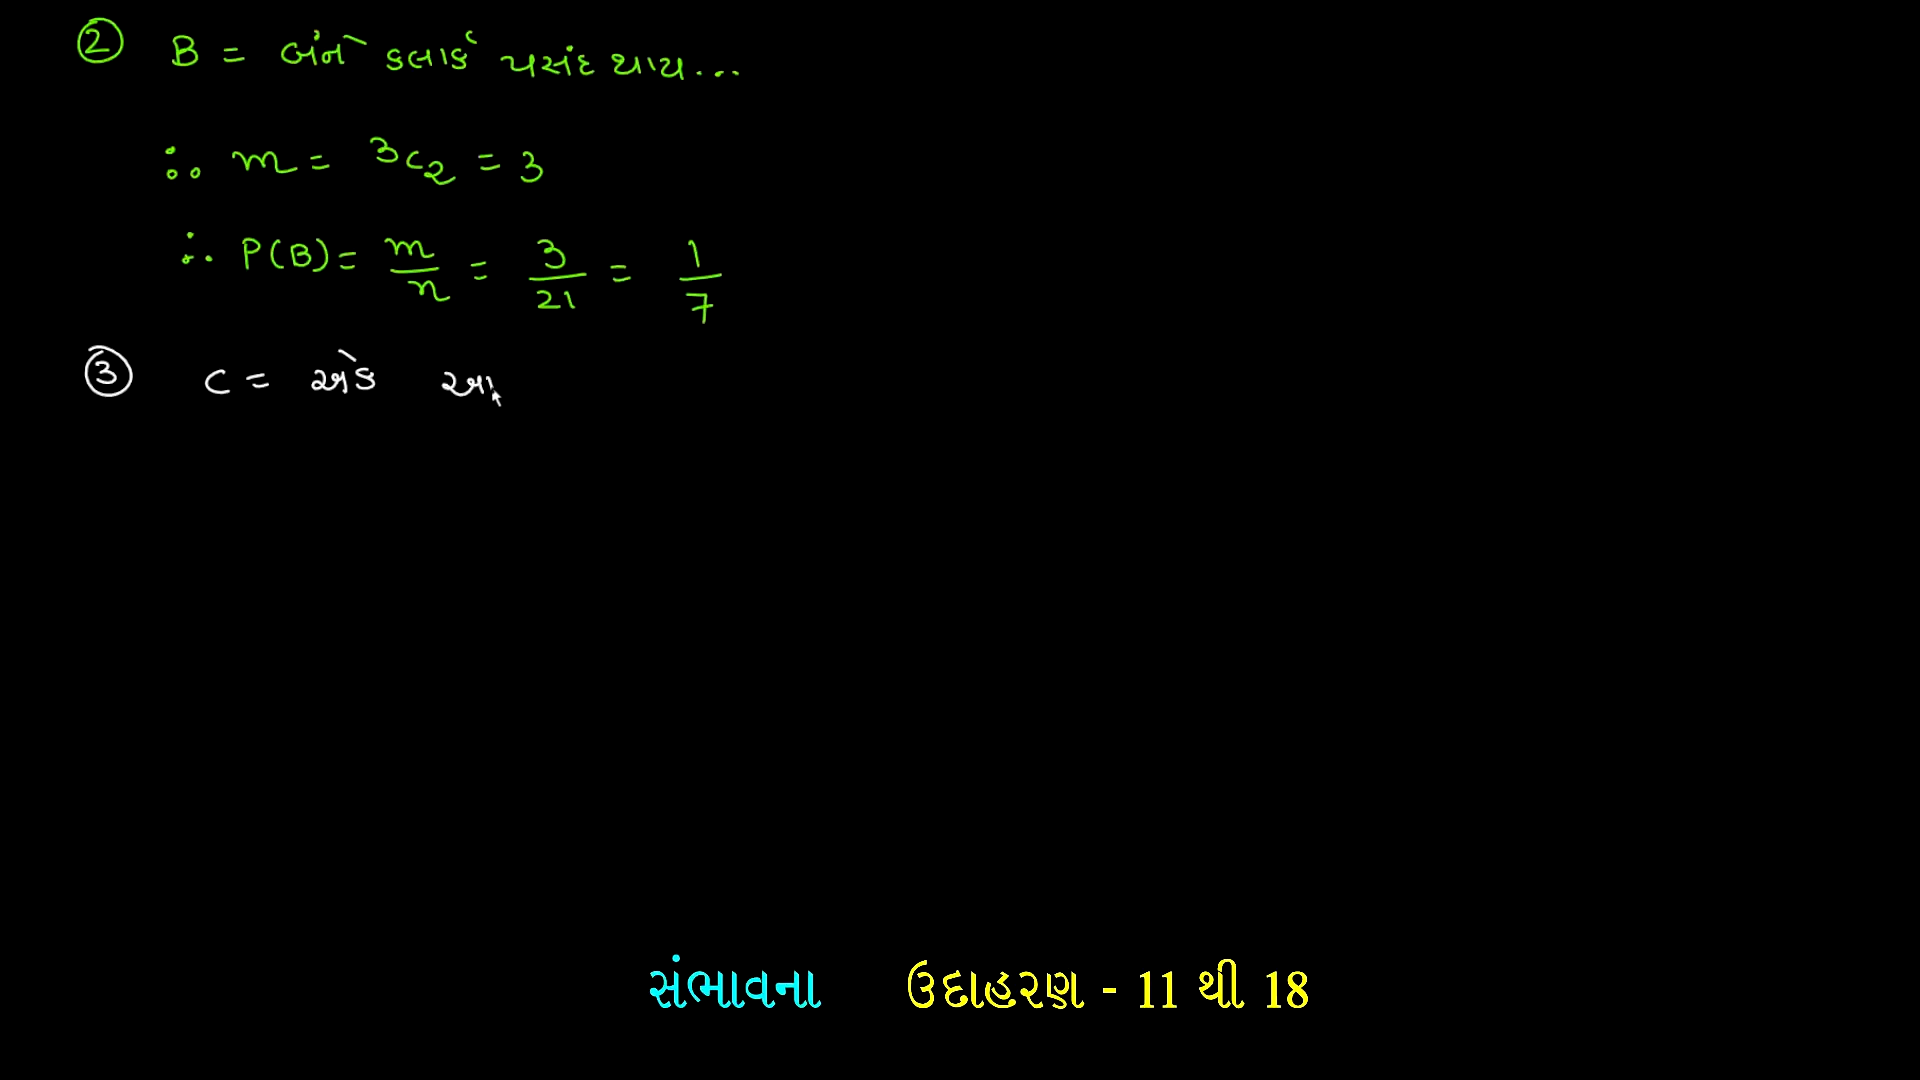 ② B = બંને કલાર્ક પસંદ થાય...
∴ m = ³C₂ = 3
∴ P(B) = m/n = 3/21 = 1/7
③ C = એક આ
સંભાવના ઉદાહરણ - 11 થી 18